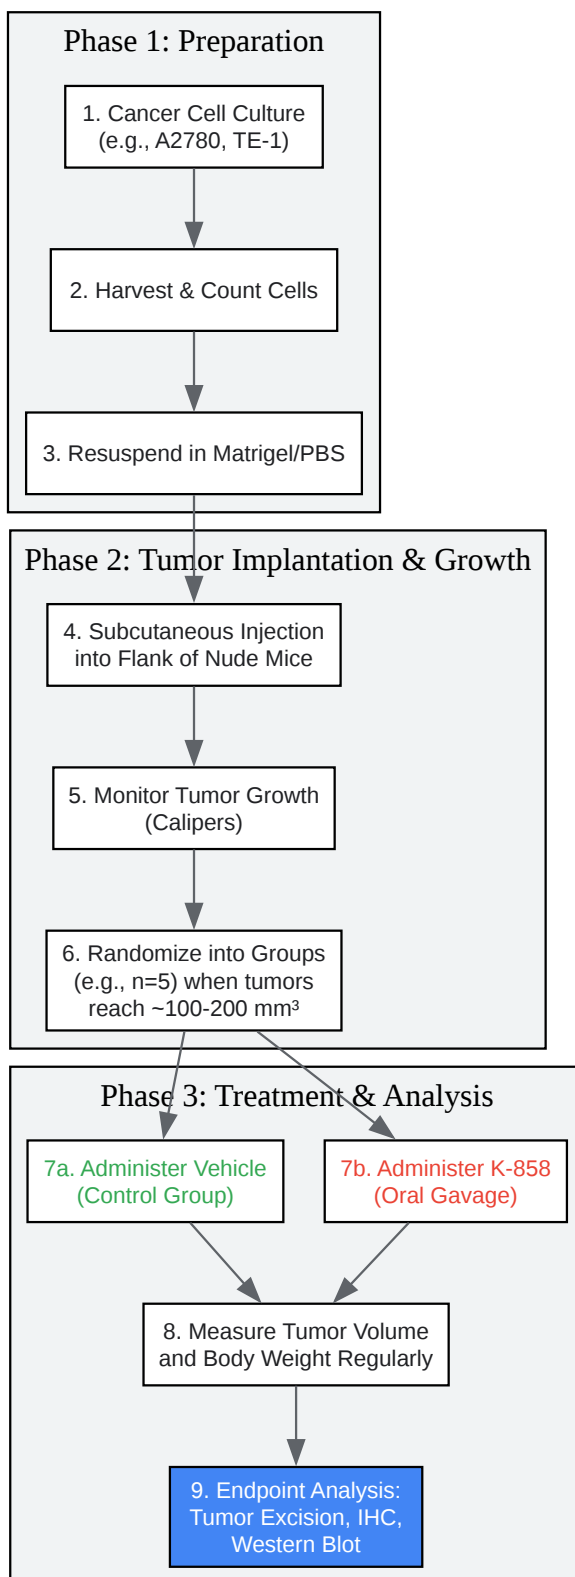 Phase 1: Preparation
1. Cancer Cell Culture
(e.g., A2780, TE-1)
2. Harvest & Count Cells
3. Resuspend in Matrigel/PBS
Phase 2: Tumor Implantation & Growth
4. Subcutaneous Injection
into Flank of Nude Mice
5. Monitor Tumor Growth
(Calipers)
6. Randomize into Groups
(e.g., n=5) when tumors
reach ~100-200 mm³
Phase 3: Treatment & Analysis
7a. Administer Vehicle
(Control Group)
7b. Administer K-858
(Oral Gavage)
8. Measure Tumor Volume
and Body Weight Regularly
9. Endpoint Analysis:
Tumor Excision, IHC,
Western Blot